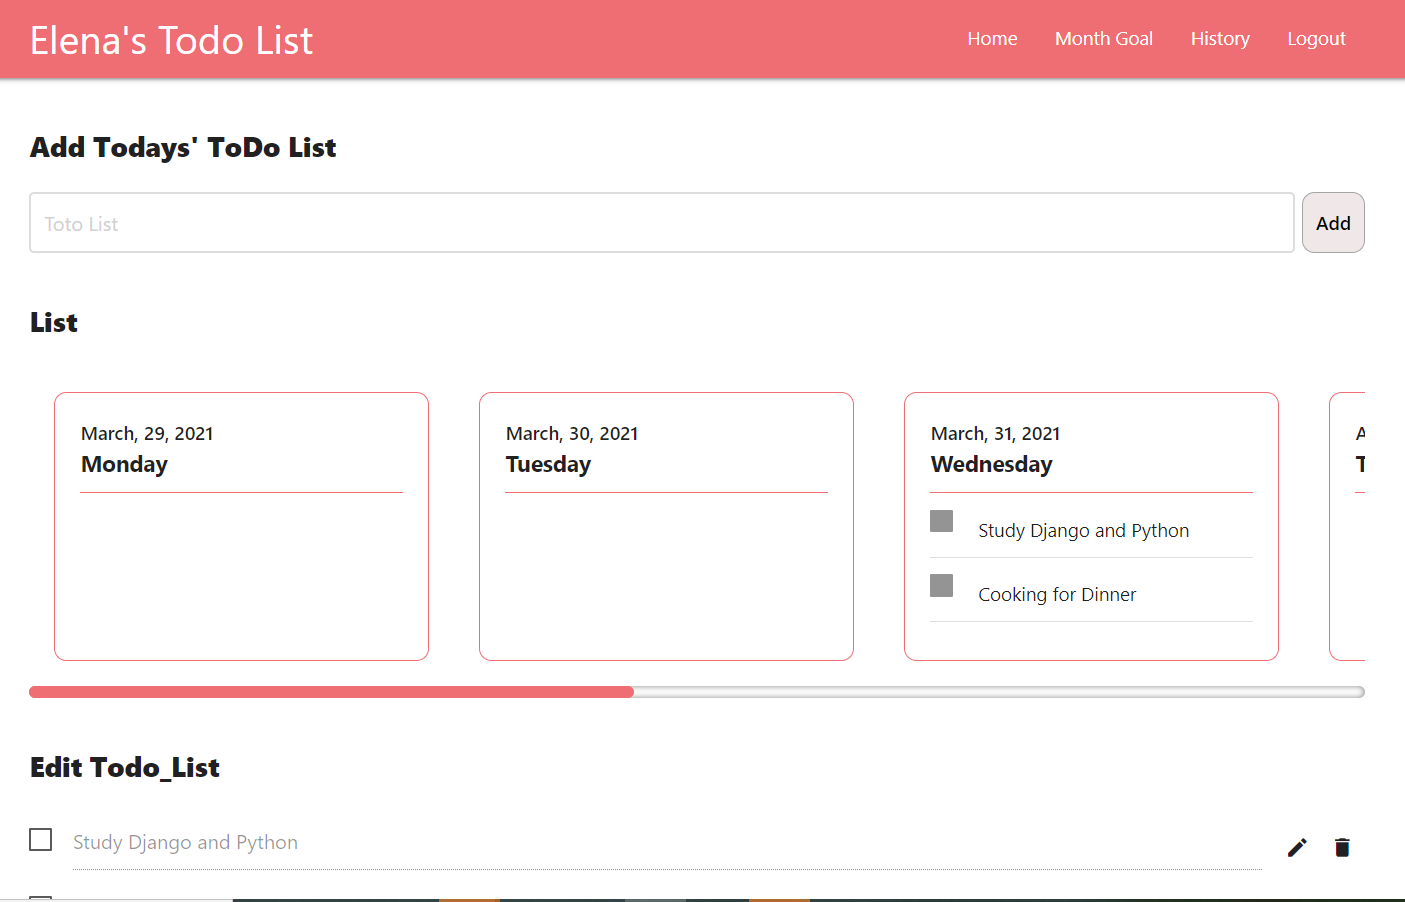 Elena's Todo List
Home Month Goal History Logout
Add Todays' ToDo List
Toto List
Add
List
March, 29, 2021
Monday
March, 30, 2021
Tuesday
March, 31, 2021
Wednesday
Study Django and Python
Cooking for Dinner
Edit Todo_List
Study Django and Python